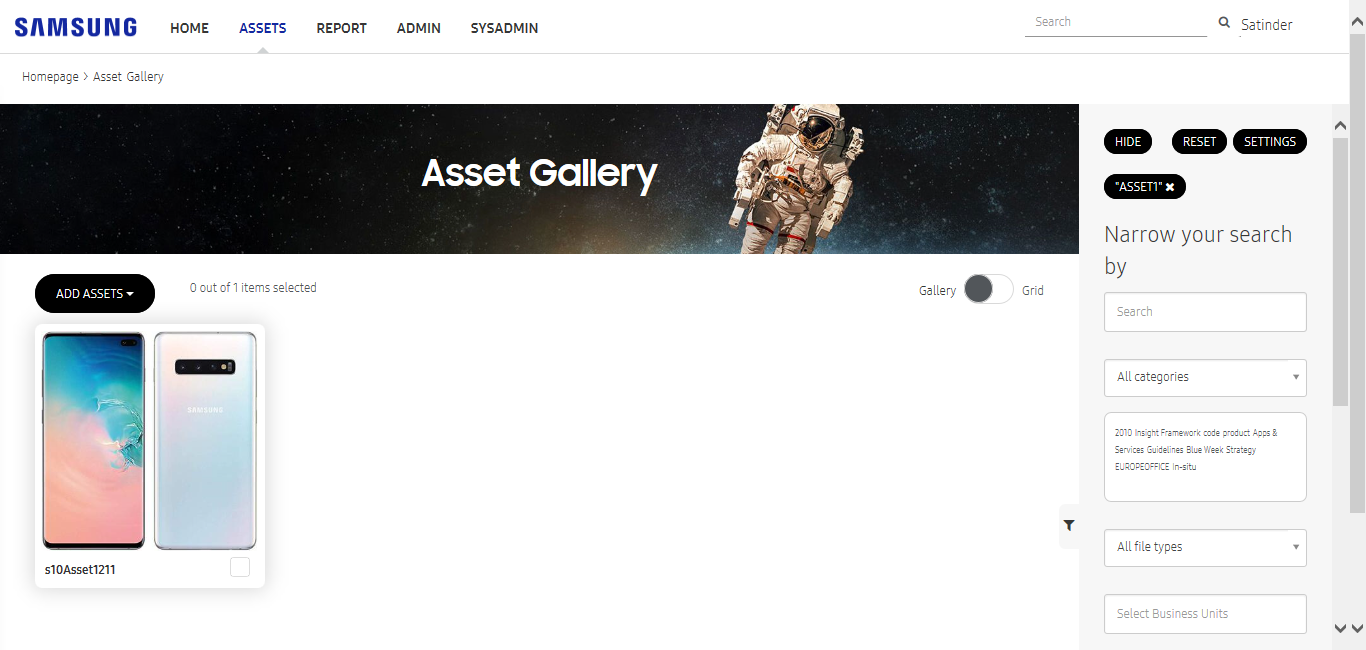 SAMSUNG
HOME ASSETS REPORT ADMIN SYSADMIN
Search
Satinder
Homepage > Asset Gallery
Asset Gallery
ADD ASSETS
0 out of 1 items selected
Gallery
Grid
SAMSUNG
s10Asset1211
HIDE RESET SETTINGS
"ASSET1" ✖
Narrow your search
by
Search
All categories
2010 Insight Framework code product Apps &
Services Guidelines Blue Week Strategy
EUROPEOFFICE In-situ
All file types
Select Business Units